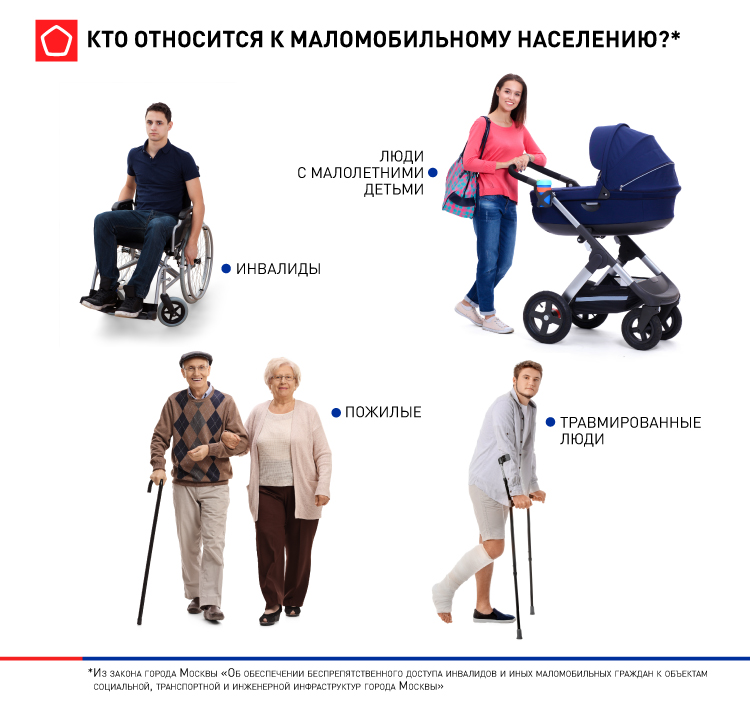 КТО ОТНОСИТСЯ К МАЛОМОБИЛЬНОМУ НАСЕЛЕНИЮ?*
ЛЮДИ
С МАЛОЛЕТНИМИ
ДЕТЬМИ
ИНВАЛИДЫ
ПОЖИЛЫЕ
ТРАВМИРОВАННЫЕ
ЛЮДИ
*Из закона города Москвы «Об обеспечении беспрепятственного доступа инвалидов и иных маломобильных граждан к объектам
социальной, транспортной и инженерной инфраструктур города Москвы»